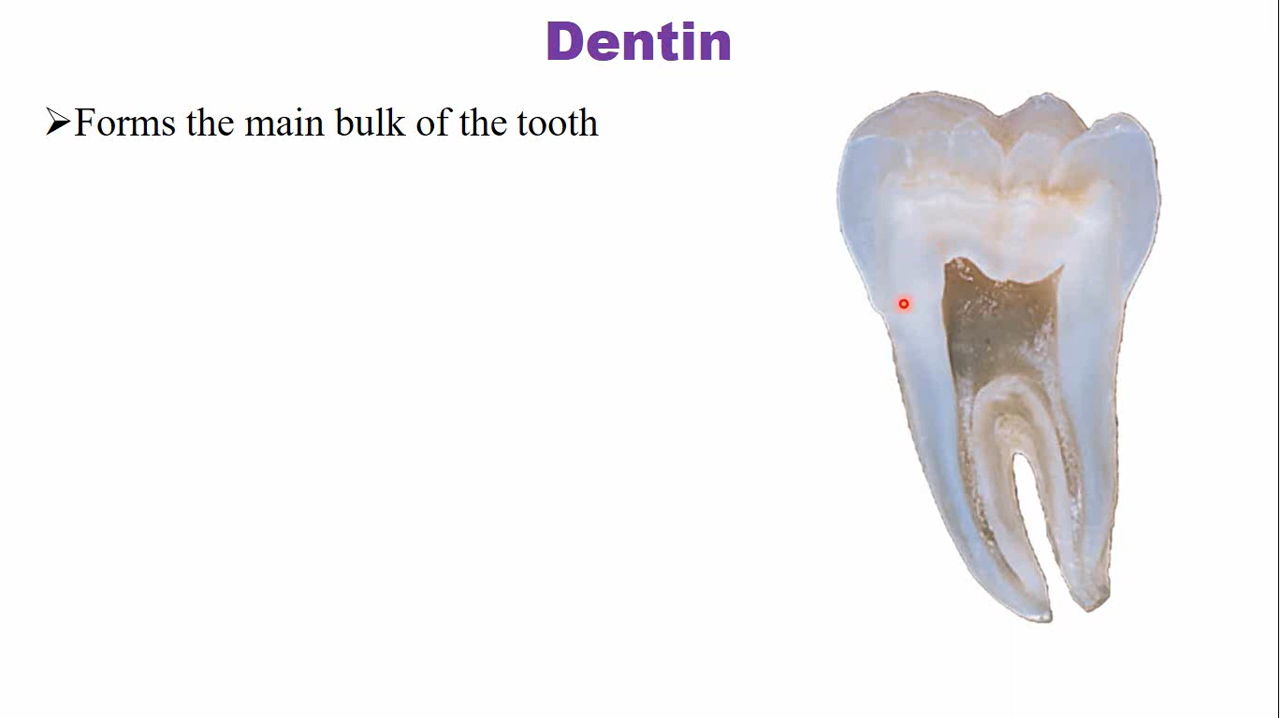 Dentin
➢Forms the main bulk of the tooth